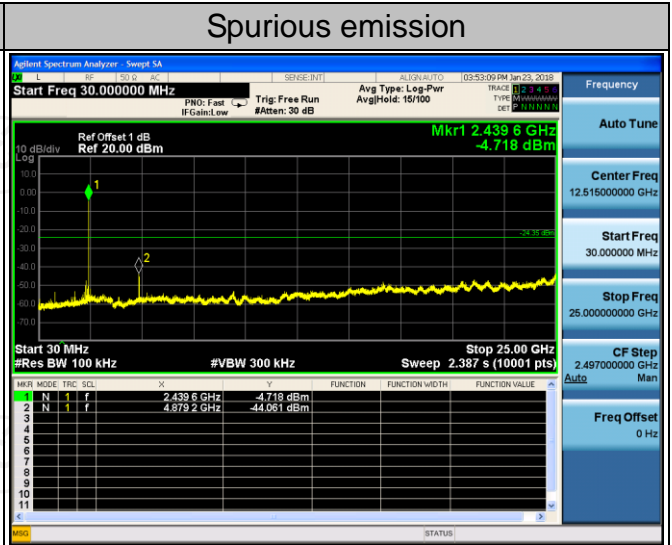 Spurious emission
Agilent Spectrum Analyzer - Swept SA
L RF 50 Ω AC SENSE:INT ALIGNAUTO 03:53:09 PM Jan 23, 2018
Start Freq 30.000000 MHz
PNO: Fast
IFGain:Low
Trig: Free Run
#Atten: 30 dB
Avg Type: Log-Pwr
Avg|Hold: 15/100
TRACE 1 2 3 4 5 6
TYPE M
DET P N N N N N
Frequency
Auto Tune
Center Freq
12.515000000 GHz
Start Freq
30.000000 MHz
Stop Freq
25.000000000 GHz
CF Step
2.497000000 GHz
Auto Man
Freq Offset
0 Hz
Mkr1 2.439 6 GHz
-4.718 dBm
Ref Offset 1 dB
10 dB/div Ref 20.00 dBm
Log
10.0
0.00
-10.0
-20.0
-30.0
-40.0
-50.0
-60.0
-70.0
1
2
-24.35 dBm
Start 30 MHz Stop 25.00 GHz
#Res BW 100 kHz #VBW 300 kHz Sweep 2.387 s (10001 pts)
MKR MODE TRC SCL X Y FUNCTION FUNCTION WIDTH FUNCTION VALUE
1 N 1 f 2.439 6 GHz -4.718 dBm
2 N 1 f 4.879 2 GHz -44.061 dBm
3
4
5
6
7
8
9
10
11
MSG STATUS